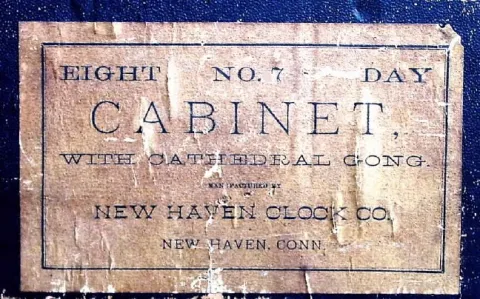 EIGHT NO. 7 DAY
CABINET,
WITH CATHEDRAL GONG.
MANUFACTURED BY
NEW HAVEN CLOCK CO.
NEW HAVEN, CONN.